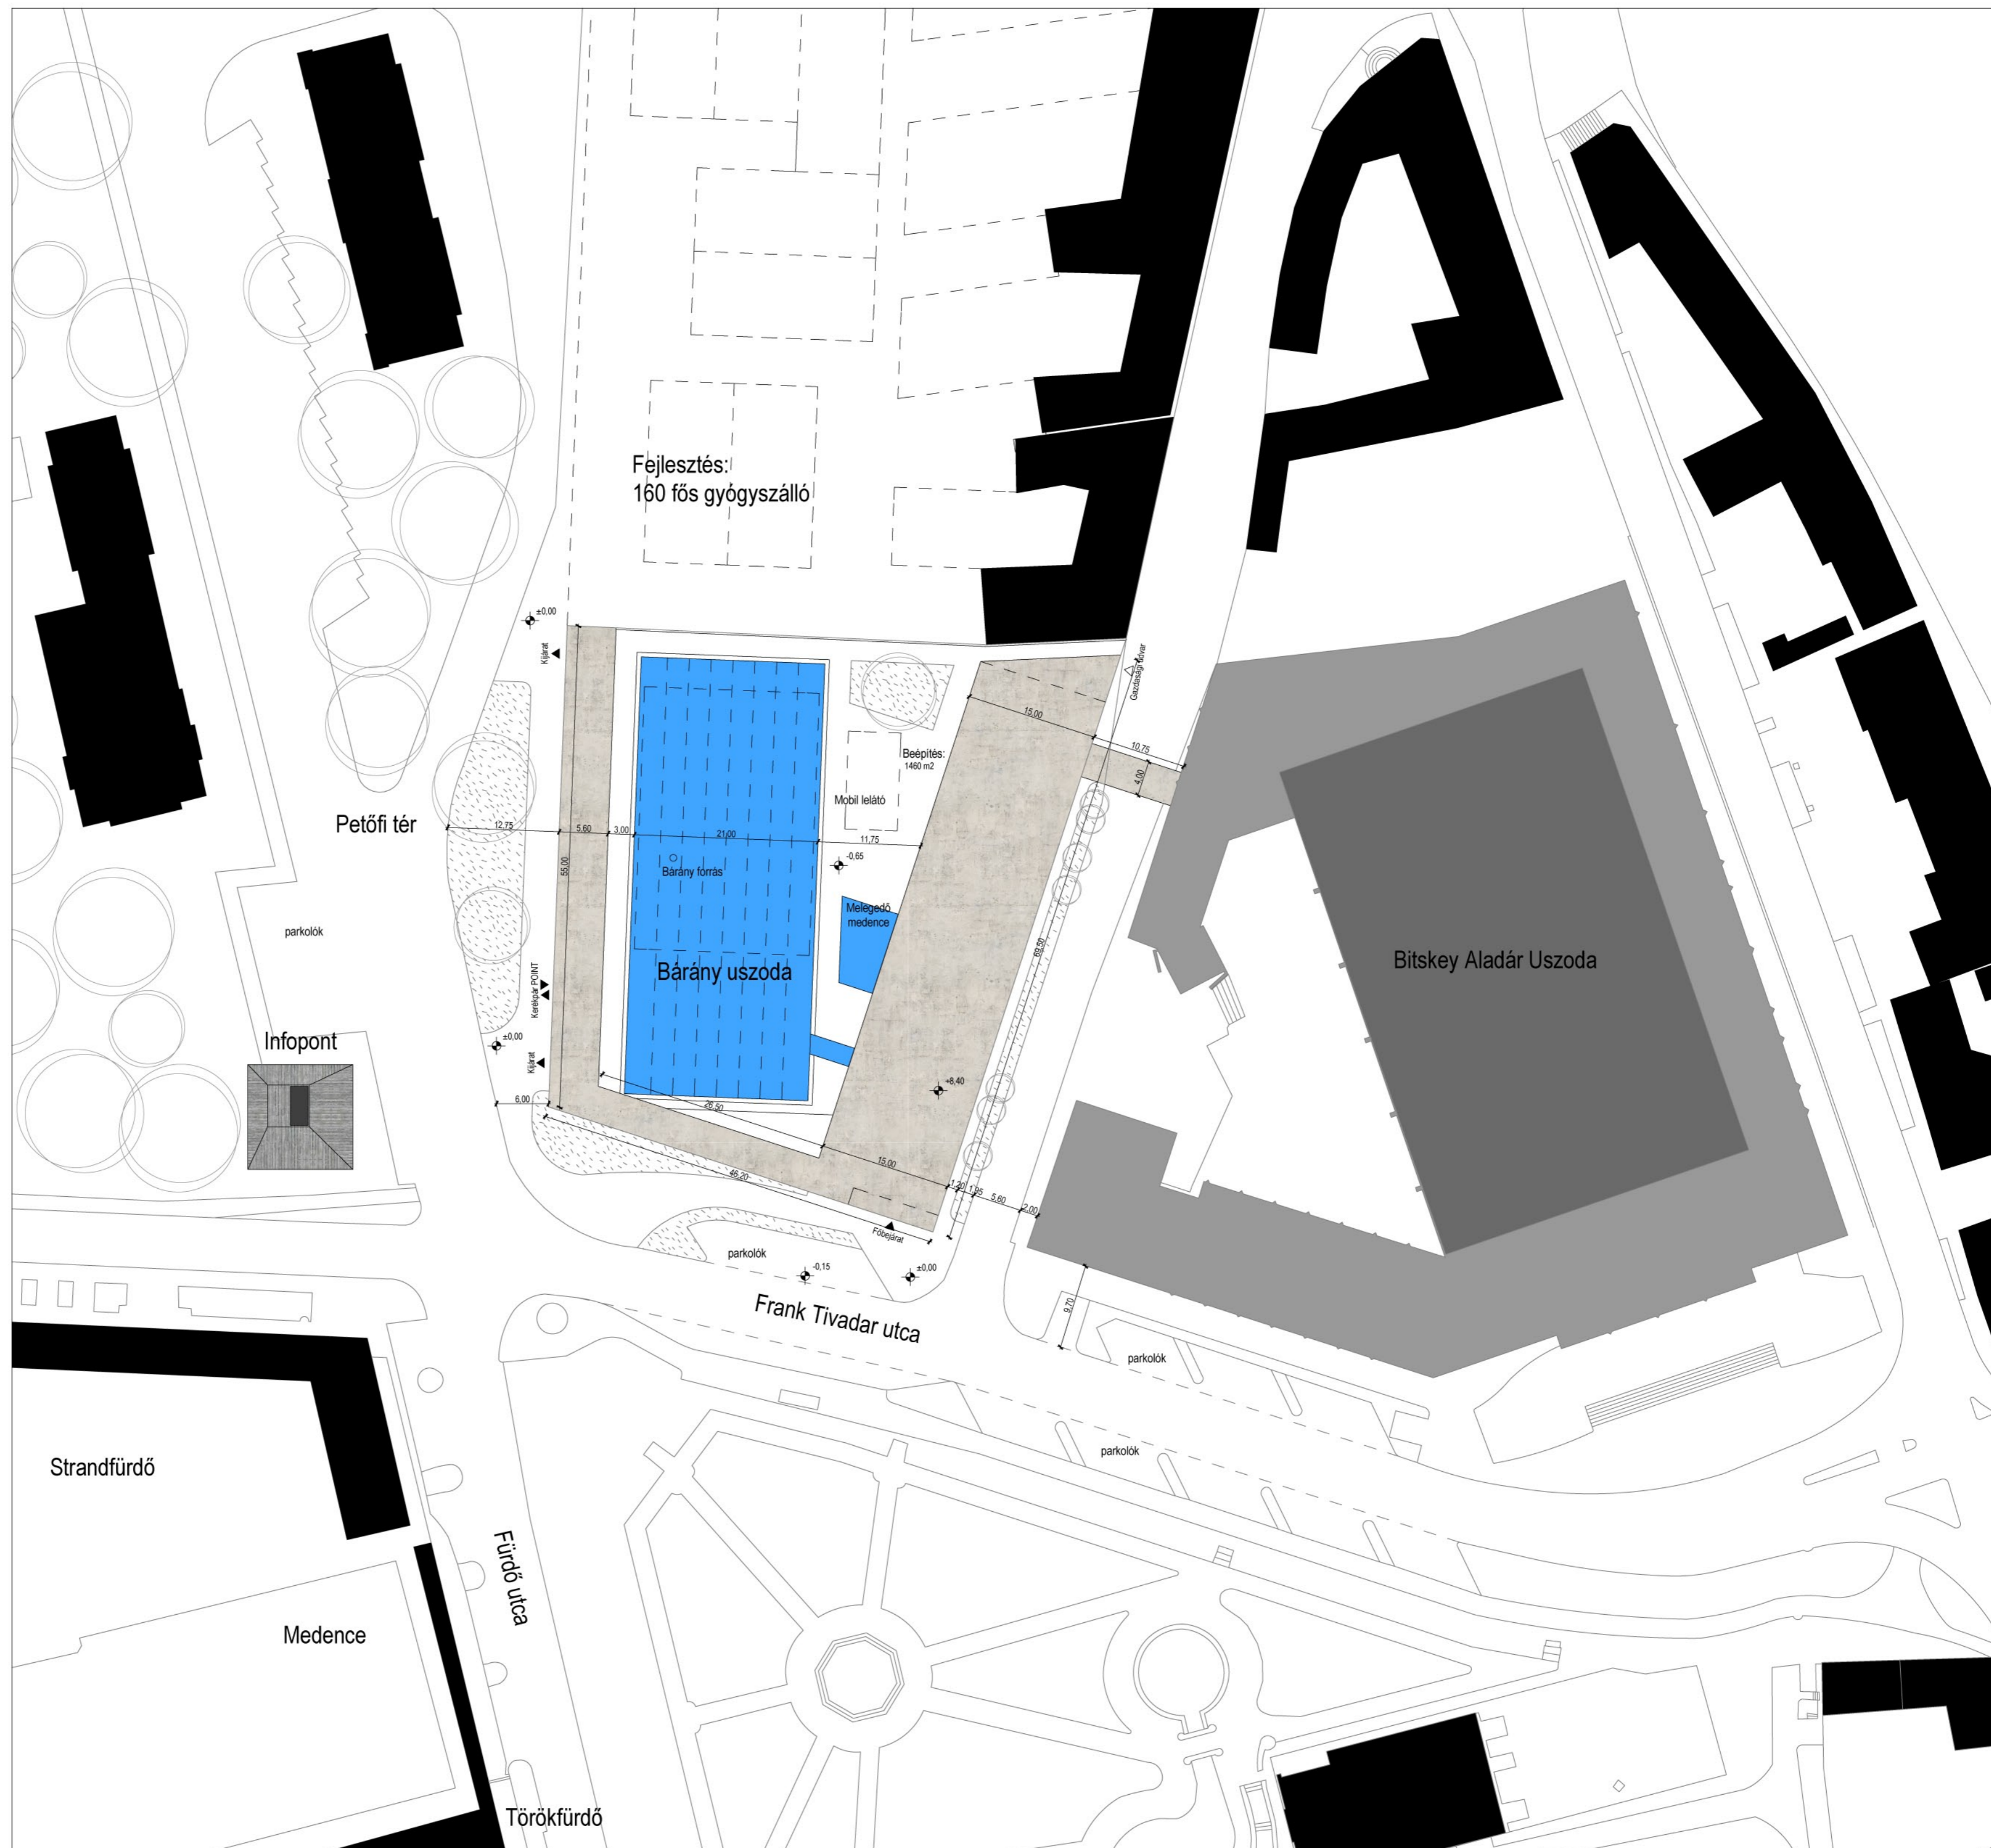 Fejlesztés:
160 fős gyógyszálló
±0,00
Kijárat
Gazdasági udvar
15,00
10,75
4,00
Beépítés:
1460 m2
Mobil lelátó
Petőfi tér
12,75
5,60
3,00
21,00
11,75
55,00
-0,65
Bárány forrás
Melegedő
medence
parkolók
69,50
Bárány uszoda
Bitskey Aladár Uszoda
Kerékpár POINT
±0,00
Infopont
Kijárat
+8,40
6,00
26,50
15,00
46,20
1,20
1,95
5,60
2,00
Főbejárat
parkolók
-0,15
±0,00
Frank Tivadar utca
9,70
parkolók
parkolók
Strandfürdő
Fürdő utca
Medence
Törökfürdő